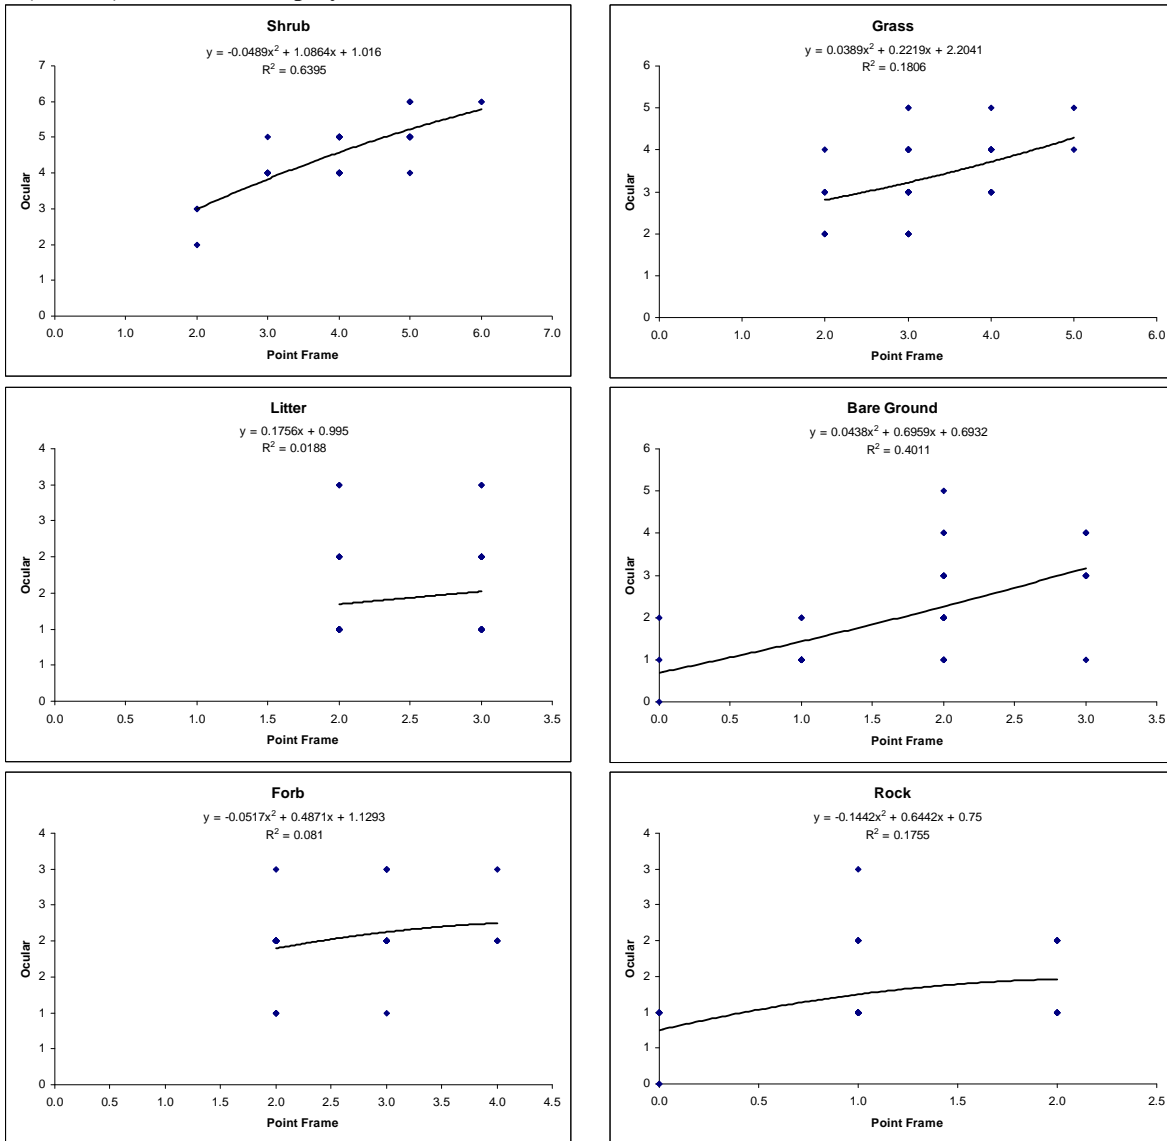 Shrub
y = -0.0489x² + 1.0864x + 1.016
R² = 0.6395
7
6
5
4
3
2
1
0
Ocular
0.0 1.0 2.0 3.0 4.0 5.0 6.0 7.0
Point Frame
Grass
y = 0.0389x² + 0.2219x + 2.2041
R² = 0.1806
6
5
4
3
2
1
0
Ocular
0.0 1.0 2.0 3.0 4.0 5.0 6.0
Point Frame
Litter
y = 0.1756x + 0.995
R² = 0.0188
4
3
3
2
2
1
1
0
Ocular
0.0 0.5 1.0 1.5 2.0 2.5 3.0 3.5
Point Frame
Bare Ground
y = 0.0438x² + 0.6959x + 0.6932
R² = 0.4011
6
5
4
3
2
1
0
Ocular
0.0 0.5 1.0 1.5 2.0 2.5 3.0 3.5
Point Frame
Forb
y = -0.0517x² + 0.4871x + 1.1293
R² = 0.081
4
3
3
2
2
1
1
0
Ocular
0.0 0.5 1.0 1.5 2.0 2.5 3.0 3.5 4.0 4.5
Point Frame
Rock
y = -0.1442x² + 0.6442x + 0.75
R² = 0.1755
4
3
3
2
2
1
1
0
Ocular
0.0 0.5 1.0 1.5 2.0 2.5
Point Frame